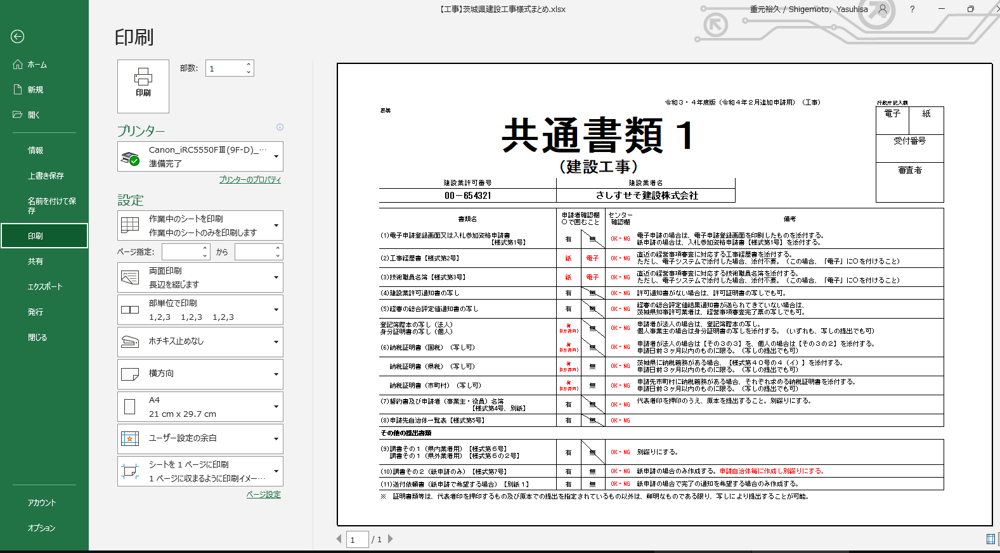 【工事】茨城県建設工事様式まとめ.xlsx
重元裕久 / Shigemoto, Yasuhisa
?
ホーム
新規
開く
情報
上書き保存
名前を付けて保
存
印刷
共有
エクスポート
発行
閉じる
アカウント
オプション
印刷
印刷
部数: 1
プリンター
Canon_iRC5550FⅢ(9F-D)_…
準備完了
プリンターのプロパティ
設定
作業中のシートを印刷
作業中のシートのみを印刷します
ページ指定: から
両面印刷
長辺を綴じます
部単位で印刷
1,2,3 1,2,3 1,2,3
ホチキス止めなし
横方向
A4
21 cm x 29.7 cm
ユーザー設定の余白
シートを 1 ページに印刷
1 ページに収まるように印刷イメー…
ページ設定
令和３・４年度版（令和４年２月追加申請用）（工事）
表紙
行政庁記入欄
電子 紙
受付番号
審査者
共通書類１
（建設工事）
建設業許可番号 建設業者名
00－654321 さしすせそ建設株式会社
書類名 申請者確認欄 ○で囲むこと センター 確認欄 備考
(1)電子申請登録画面又は入札参加資格申請書
【様式第1号】 有 無 OK・NG 電子申請の場合は、電子申請登録画面を印刷したものを添付する。
紙申請の場合は、入札参加資格申請書【様式第1号】を添付する。
(2)工事経歴書【様式第2号】 紙 電子 OK・NG 直近の経営事項審査に対応する工事経歴書を添付する。
ただし、電子システムで添付した場合、添付不要。（この場合、「電子」に○を付けること）
(3)技術職員名簿【様式第3号】 紙 電子 OK・NG 直近の経営事項審査に対応する技術職員名簿を添付する。
ただし、電子システムで添付した場合、添付不要。（この場合、「電子」に○を付けること）
(4)建設業許可通知書の写し 有 無 OK・NG 許可通知書がない場合は、許可証明書の写しでも可。
(5)経審の総合評定値通知書の写し 有 無 OK・NG 経審の総合評定値結果通知書が送られてきていない場合は、
茨城県知事許可業者は、経営事項審査完了票の写しでも可。
登記簿謄本の写し（法人）
身分証明書の写し（個人） 有 無 OK・NG 申請者が法人の場合は、登記簿謄本の写し。
個人事業主の場合は身分証明書の写しを添付する。（いずれも、写しの提出でも可）
(6)納税証明書（国税）（写し可） 有 無 OK・NG 申請者が法人の場合は【その３の３】を、個人の場合は【その３の２】を添付する。
申請日前３ヶ月以内のものに限る。（写しの提出でも可）
納税証明書（県税）（写し可） 有 無 OK・NG 茨城県に納税義務がある場合、【様式第４０号の４（イ）】を添付する。
申請日前３ヶ月以内のものに限る。（写しの提出でも可）
納税証明書（市町村）（写し可） 有 無 OK・NG 申請先市町村に納税義務がある場合、それぞれ求める納税証明書を添付する。
申請日前３ヶ月以内のものに限る。（写しの提出でも可）
(7)誓約書及び申請者（事業主・役員）名簿
【様式第4号、別紙】 有 無 OK・NG 代表者印を押印のうえ、原本を提出すること。別綴りにする。
(8)申請先自治体一覧表【様式第5号】 有 無 OK・NG
その他の提出書類
(9)調書その１（県内業者用）【様式第６号】
調書その１（県外業者用）【様式第６の２号】 有 無 OK・NG 別綴りにする。
(10)調書その２（紙申請のみ）【様式第7号】 有 無 OK・NG 紙申請の場合のみ作成する。申請自治体毎に作成し別綴りにする。
(11)送付依頼書（紙申請で希望する場合）【別紙１】 有 無 OK・NG 紙申請の場合で完了の通知を希望する場合のみ作成する。
※ 証明書類等は、代表者印を押印するもの及び原本での提出を指定されているもの以外は、鮮明なものである限り、写しにより提出することが可能。
1 / 1